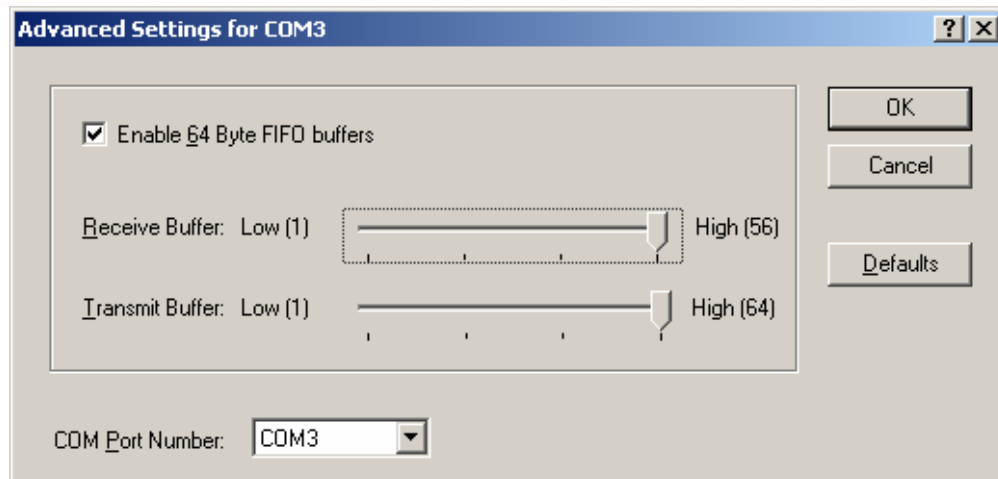 Advanced Settings for COM3
OK
Enable 64 Byte FIFO buffers
Cancel
Receive Buffer: Low (1) High (56)
Defaults
Transmit Buffer: Low (1) High (64)
COM Port Number: COM3